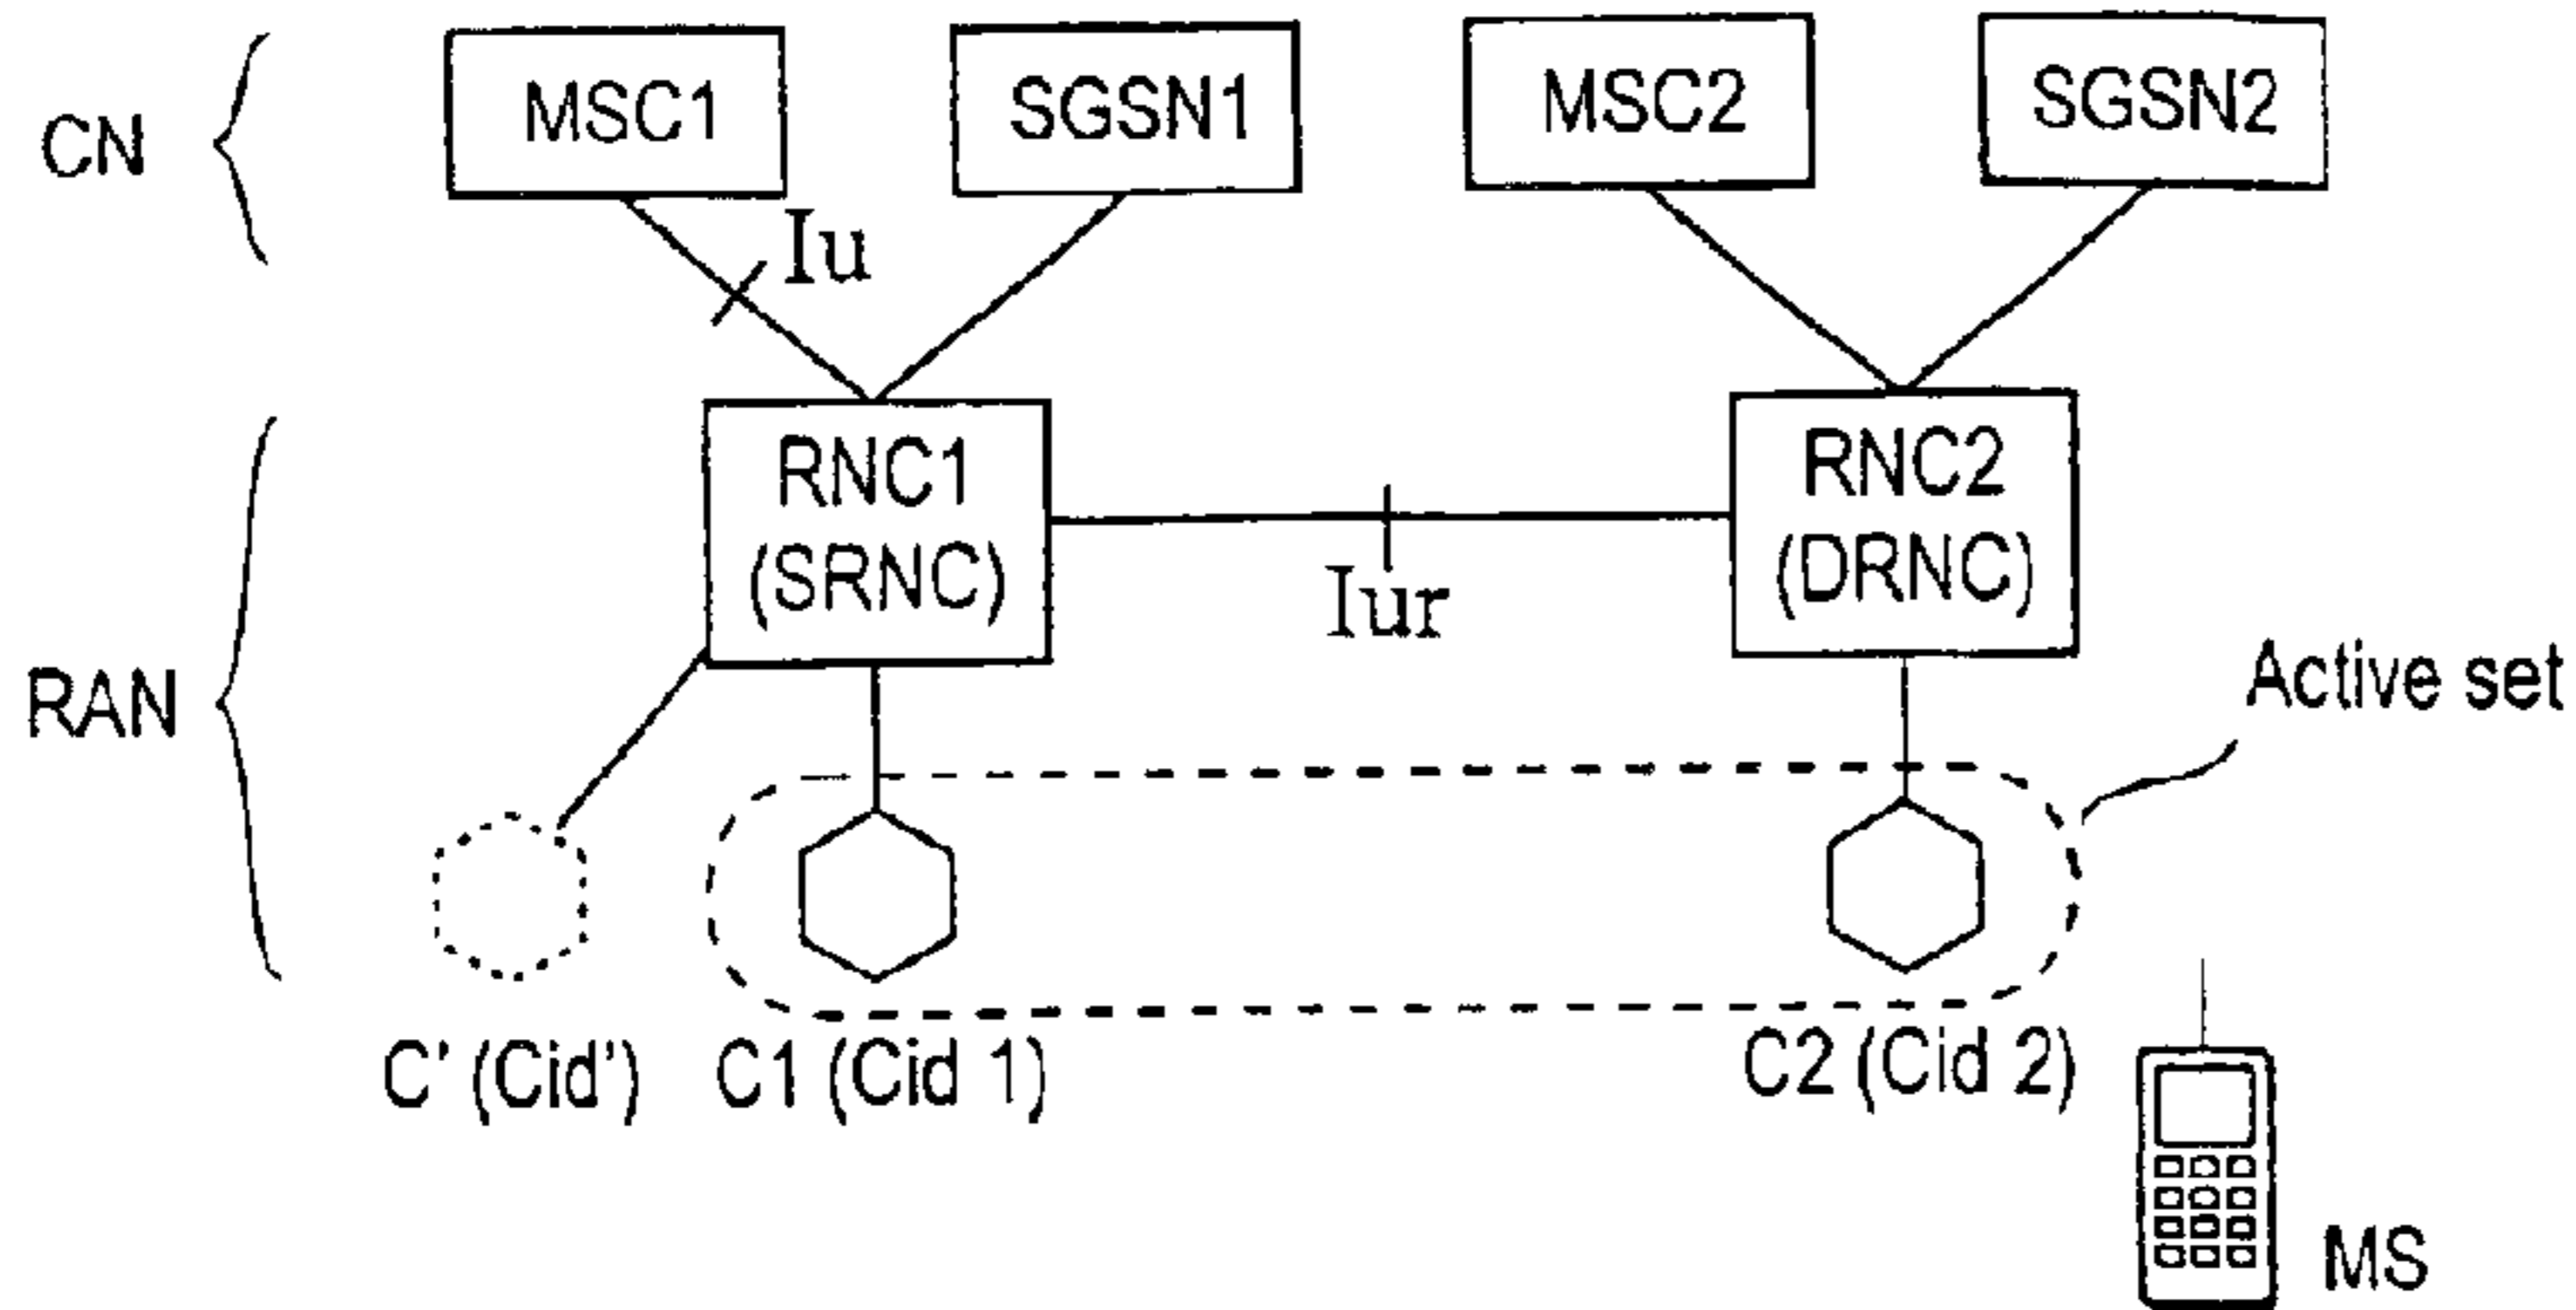 CN
MSC1
SGSN1
MSC2
SGSN2
Iu
RAN
RNC1
(SRNC)
Iur
RNC2
(DRNC)
Active set
C' (Cid')
C1 (Cid 1)
C2 (Cid 2)
MS